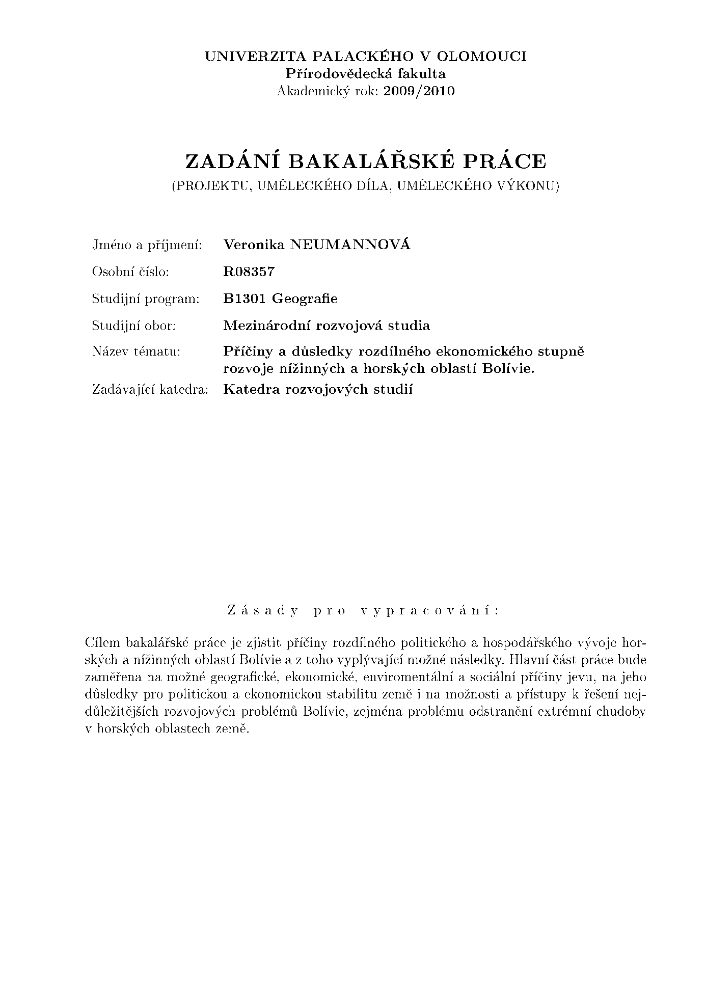 UNIVERZITA PALACKÉHO V OLOMOUCI
Přírodovědecká fakulta
Akademický rok: 2009/2010
ZADÁNÍ BAKALÁŘSKÉ PRÁCE
(PROJEKTU, UMĚLECKÉHO DÍLA, UMĚLECKÉHO VÝKONU)
Jméno a příjmení: Veronika NEUMANNOVÁ
Osobní číslo: R08357
Studijní program: B1301 Geografie
Studijní obor: Mezinárodní rozvojová studia
Název tématu: Příčiny a důsledky rozdílného ekonomického stupně
rozvoje nížinných a horských oblastí Bolívie.
Zadávající katedra: Katedra rozvojových studií
Zásady pro vypracování:
Cílem bakalářské práce je zjistit příčiny rozdílného politického a hospodářského vývoje hor-
ských a nížinných oblastí Bolívie a z toho vyplývající možné následky. Hlavní část práce bude
zaměřena na možné geografické, ekonomické, enviromentální a sociální příčiny jevu, na jeho
důsledky pro politickou a ekonomickou stabilitu země i na možnosti a přístupy k řešení nej-
důležitějších rozvojových problémů Bolívie, zejména problému odstranění extrémní chudoby
v horských oblastech země.